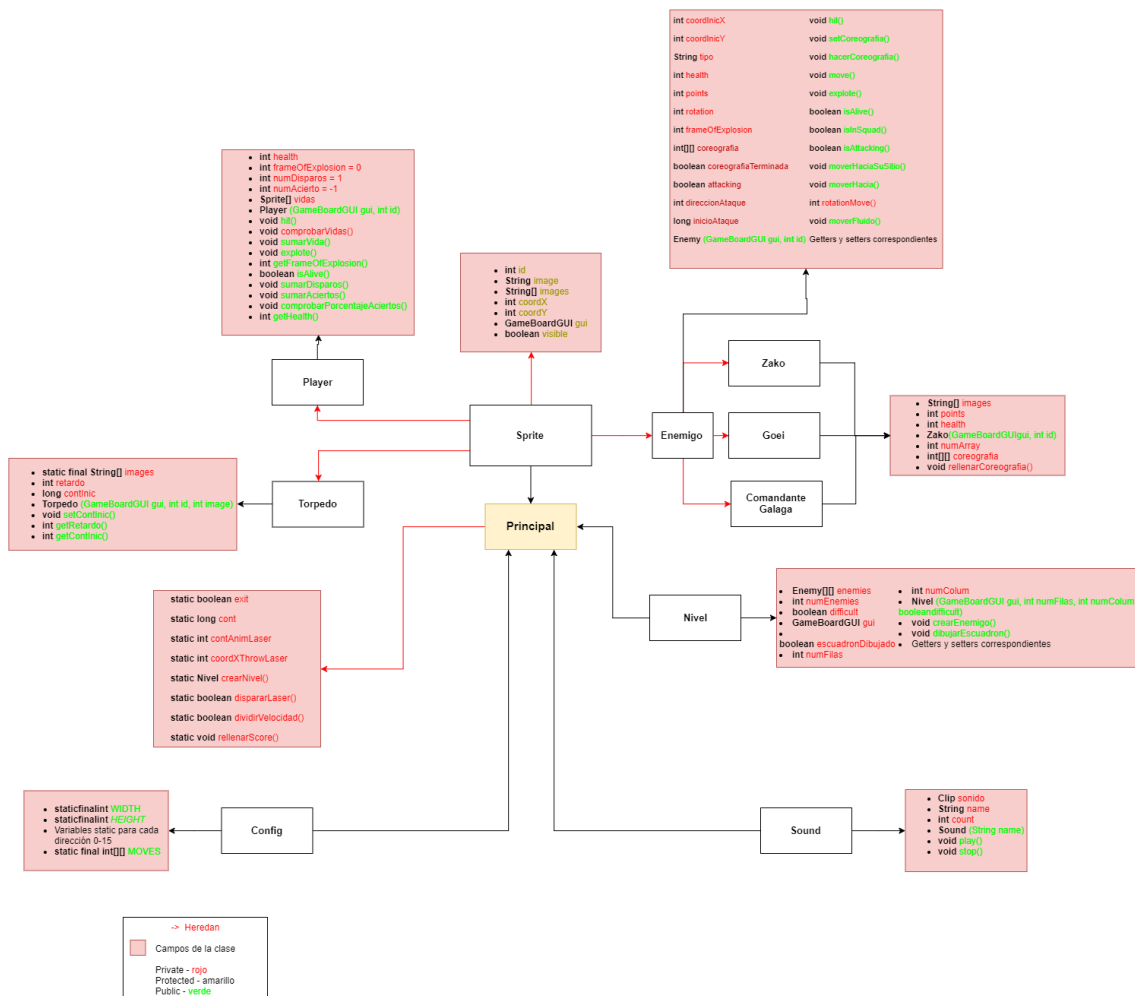 int coordInicX
int coordInicY
String tipo
int health
int points
int rotation
int frameOfExplosion
int[][] coreografia
boolean coreografiaTerminada
boolean attacking
int direccionAtaque
long inicioAtaque
Enemy (GameBoardGUI gui, int id)
void hit()
void setCoreografia()
void hacerCoreografia()
void move()
void explote()
boolean isAlive()
boolean isInSquad()
boolean isAttacking()
void moverHaciaSuSitio()
void moverHacia()
int rotationMove()
void moverFluido()
Getters y setters correspondientes
int health
int frameOfExplosion = 0
int numDisparos = 1
int numAcierto = -1
Sprite[] vidas
Player (GameBoardGUI gui, int id)
void hit()
void comprobarVidas()
void sumarVida()
void explote()
int getFrameOfExplosion()
boolean isAlive()
void sumarDisparos()
void sumarAciertos()
void comprobarPorcentajeAciertos()
int getHealth()
int id
String image
String[] images
int coordX
int coordY
GameBoardGUI gui
boolean visible
Player
Zako
Sprite
Enemigo
Goei
String[] images
int points
int health
Zako(GameBoardGUIgui, int id)
int numArray
int[][] coreografia
void rellenarCoreografia()
static final String[] images
int retardo
long contInic
Torpedo (GameBoardGUI gui, int id, int image)
void setContInic()
int getRetardo()
int getContInic()
Torpedo
Comandante
Galaga
Principal
static boolean exit
static long cont
static int contAnimLaser
static int coordXThrowLaser
static Nivel crearNivel()
static boolean dispararLaser()
static boolean dividirVelocidad()
static void rellenarScore()
Nivel
Enemy[][] enemies
int numEnemies
boolean difficult
GameBoardGUI gui
boolean escuadronDibujado
int numFilas
int numColum
Nivel (GameBoardGUI gui, int numFilas, int numColum,
booleandifficult)
void crearEnemigo()
void dibujarEscuadron()
Getters y setters correspondientes
staticfinalint WIDTH
staticfinalint HEIGHT
Variables static para cada
dirección 0-15
static final int[][] MOVES
Config
Sound
Clip sonido
String name
int count
Sound (String name)
void play()
void stop()
-> Heredan
Campos de la clase
Private - rojo
Protected - amarillo
Public - verde